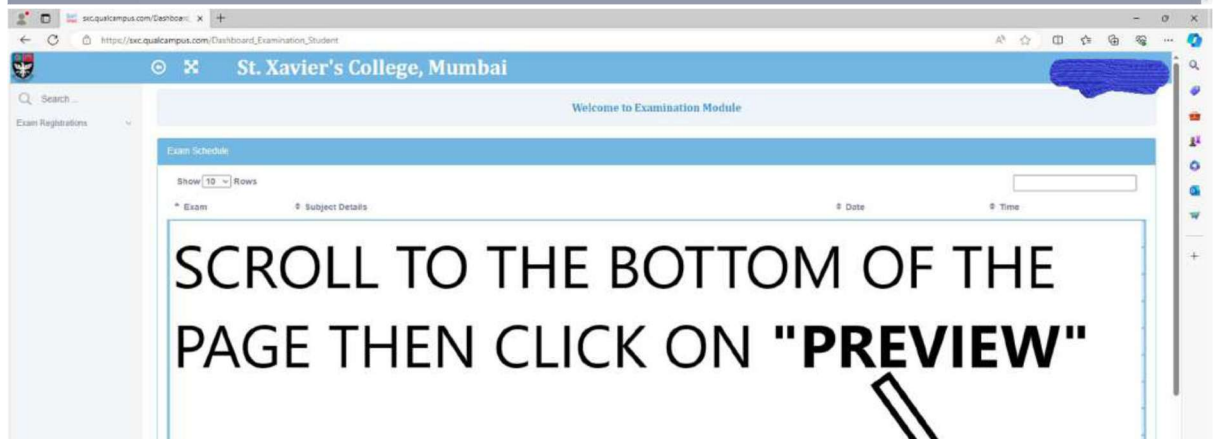 sxc.qualcampus.com/Dashboard_
https://sxc.qualcampus.com/Dashboard_Examination_Student
St. Xavier's College, Mumbai
Search ...
Welcome to Examination Module
Exam Registrations
Exam Schedule
Show 10 Rows
Exam Subject Details Date Time
SCROLL TO THE BOTTOM OF THE
PAGE THEN CLICK ON "PREVIEW"